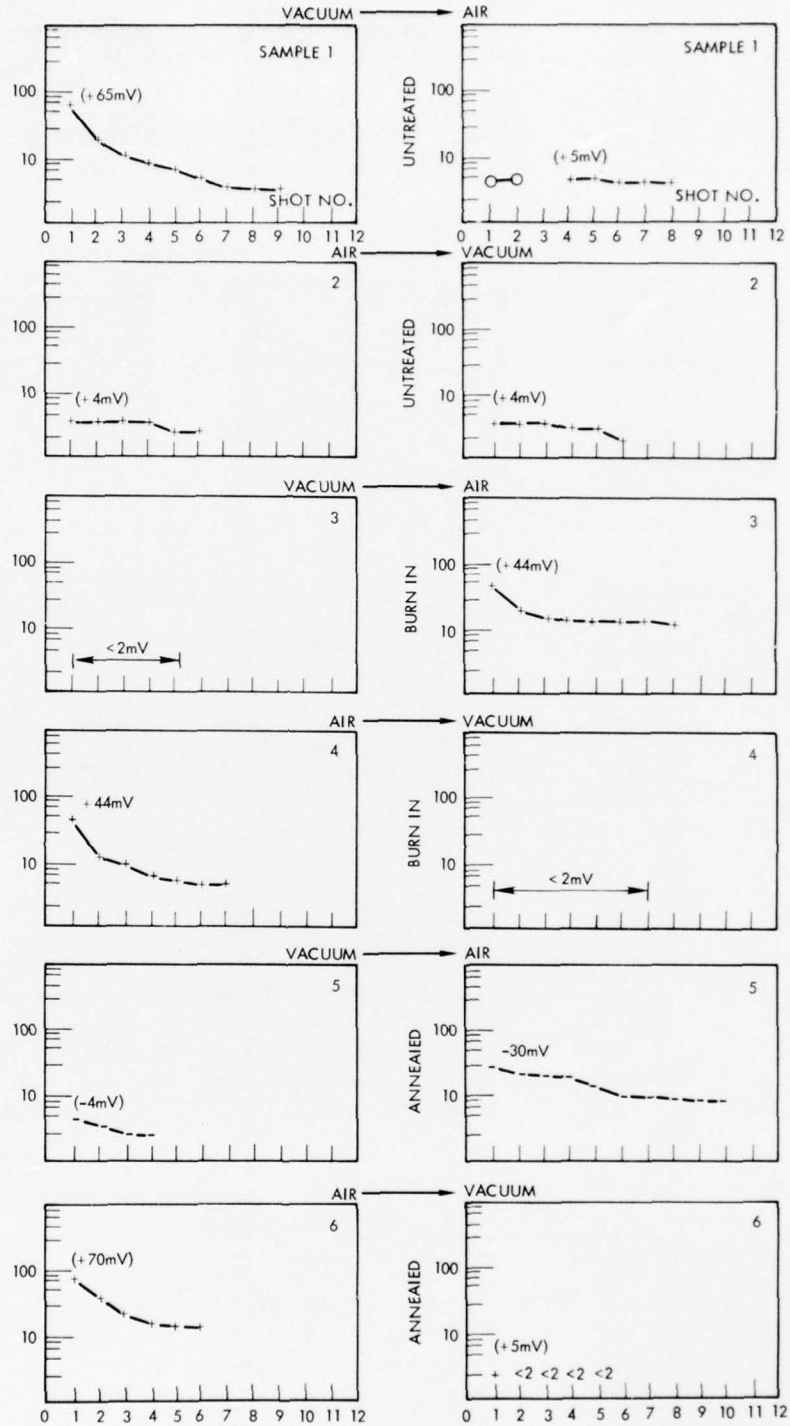 VACUUM AIR
SAMPLE 1
100
(+65mV)
10
SHOT NO.
0 1 2 3 4 5 6 7 8 9 10 11 12
UNTREATED
SAMPLE 1
100
10
(+5mV)
SHOT NO.
0 1 2 3 4 5 6 7 8 9 10 11 12
AIR VACUUM
2
100
10
(+4mV)
UNTREATED
2
100
10
(+4mV)
VACUUM AIR
3
100
10
<2mV
BURN IN
3
100
(+44mV)
10
AIR VACUUM
4
100
+ 44mV
10
BURN IN
4
100
10
<2mV
VACUUM AIR
5
100
10
(-4mV)
ANNEAIED
5
100
-30mV
10
AIR VACUUM
6
(+70mV)
100
10
0 1 2 3 4 5 6 7 8 9 10 11 12
ANNEAIED
6
100
10
(+5mV)
+ <2 <2 <2 <2
0 1 2 3 4 5 6 7 8 9 10 11 12